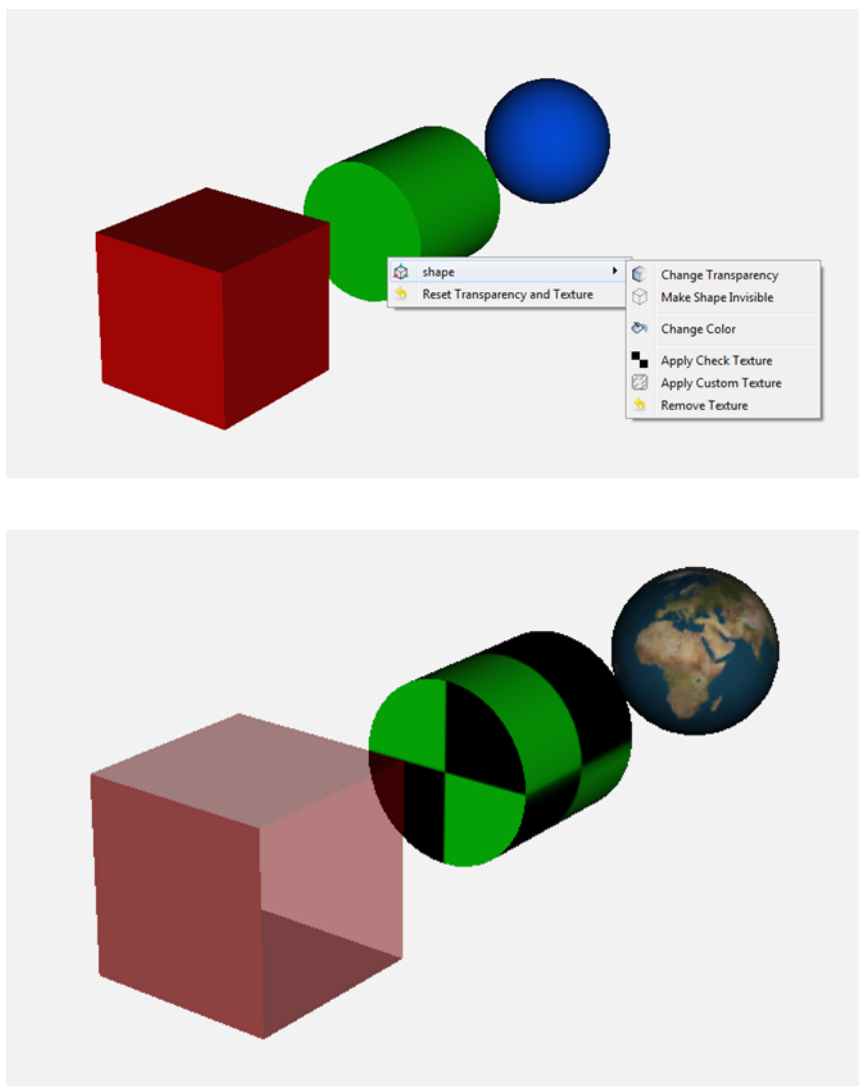 shape
Reset Transparency and Texture
Change Transparency
Make Shape Invisible
Change Color
Apply Check Texture
Apply Custom Texture
Remove Texture